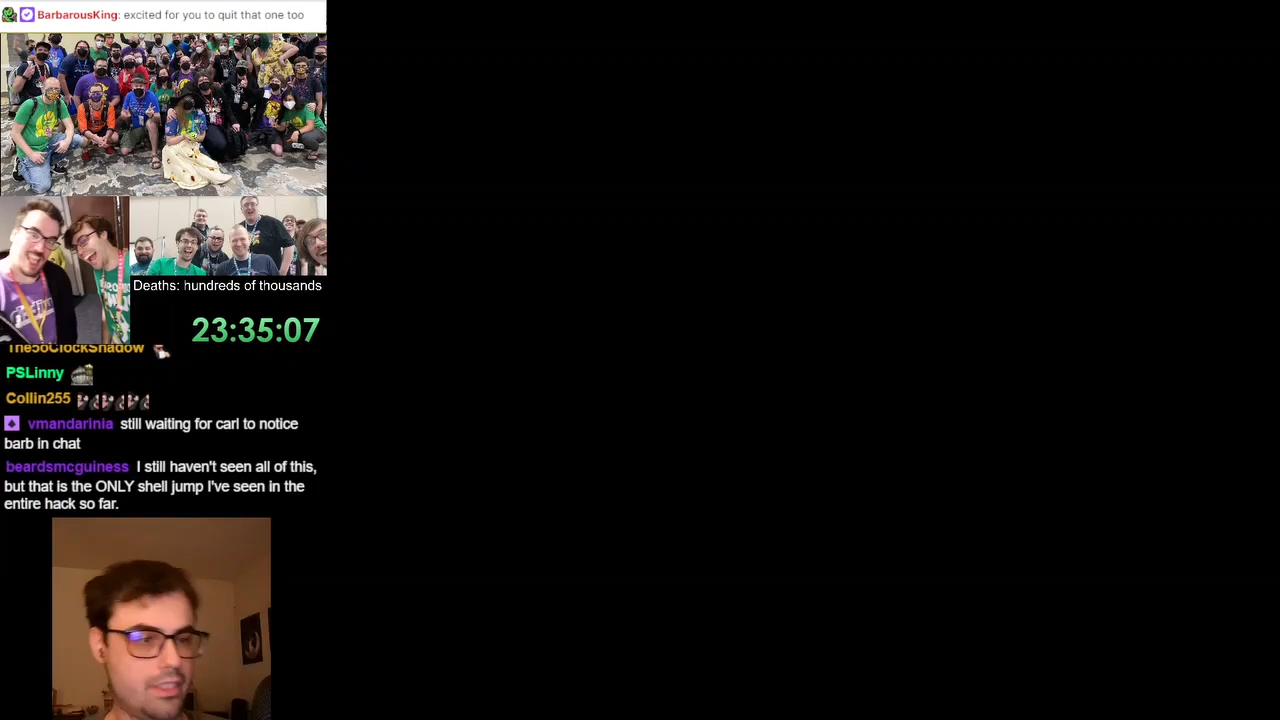 BarbarousKing: excited for you to quit that one too
Deaths: hundreds of thousands
23:35:07
The5oClockShadow
PSLinny
Collin255
vmandarinia still waiting for carl to notice
barb in chat
beardsmcguiness I still haven't seen all of this,
but that is the ONLY shell jump I've seen in the
entire hack so far.